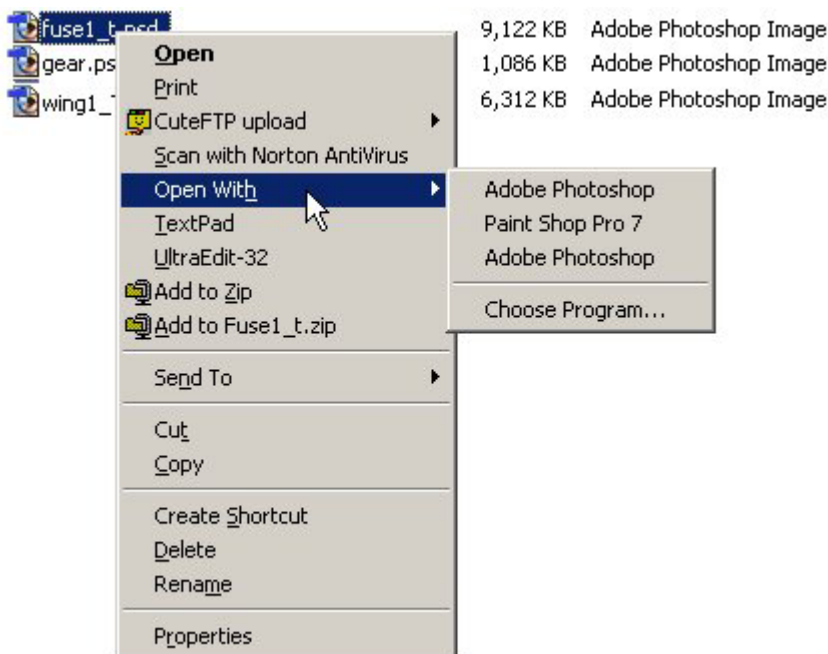 fuse1_t.psd 9,122 KB Adobe Photoshop Image
gear.ps 1,086 KB Adobe Photoshop Image
wing1_ 6,312 KB Adobe Photoshop Image
Open
Print
CuteFTP upload
Scan with Norton AntiVirus
Open With
TextPad
UltraEdit-32
Add to Zip
Add to Fuse1_t.zip
Send To
Cut
Copy
Create Shortcut
Delete
Rename
Properties
Adobe Photoshop
Paint Shop Pro 7
Adobe Photoshop
Choose Program...